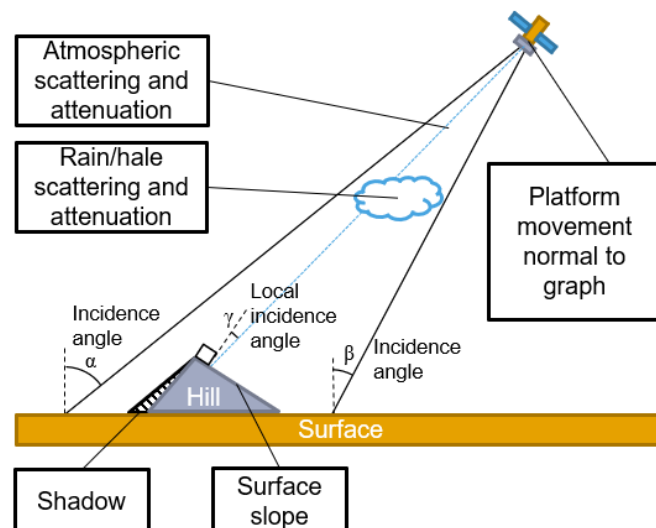 Atmospheric
scattering and
attenuation
Rain/hale
scattering and
attenuation
Platform
movement
normal to
graph
Incidence
angle
α
γ
Local
incidence
angle
β
Incidence
angle
Hill
Surface
Shadow
Surface
slope